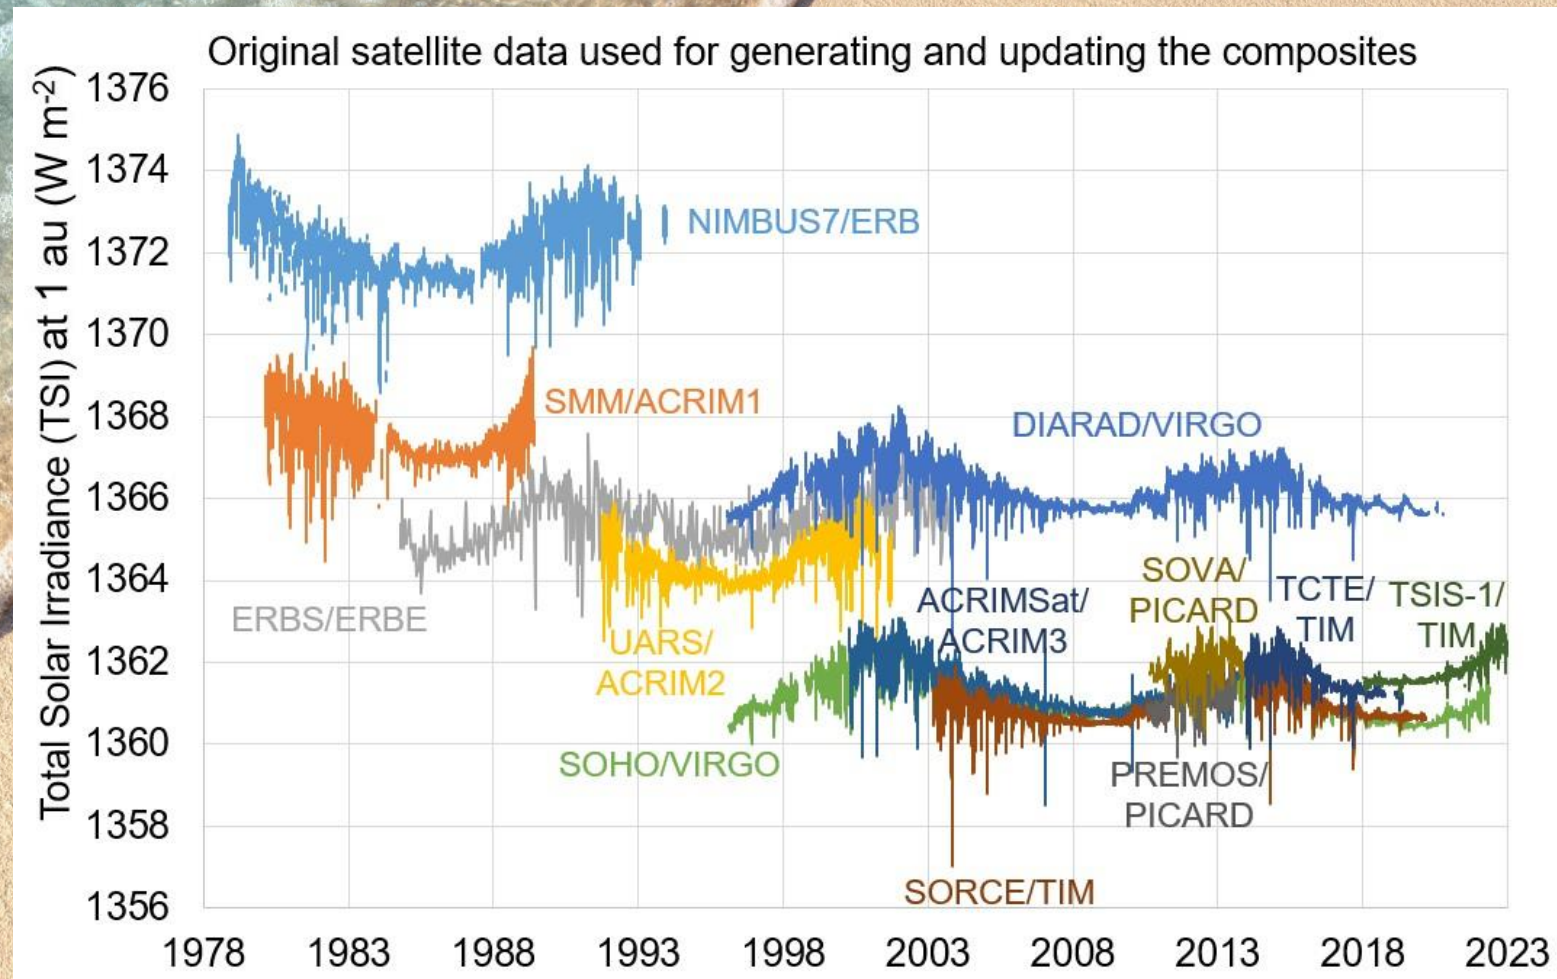 Original satellite data used for generating and updating the composites
Total Solar Irradiance (TSI) at 1 au (W m⁻²)
1376
1374
1372
1370
1368
1366
1364
1362
1360
1358
1356
NIMBUS7/ERB
SMM/ACRIM1
DIARAD/VIRGO
ERBS/ERBE
UARS/
ACRIM2
ACRIMSat/
ACRIM3
SOVA/
PICARD
TCTE/
TIM
TSIS-1/
TIM
SOHO/VIRGO
PREMOS/
PICARD
SORCE/TIM
1978 1983 1988 1993 1998 2003 2008 2013 2018 2023